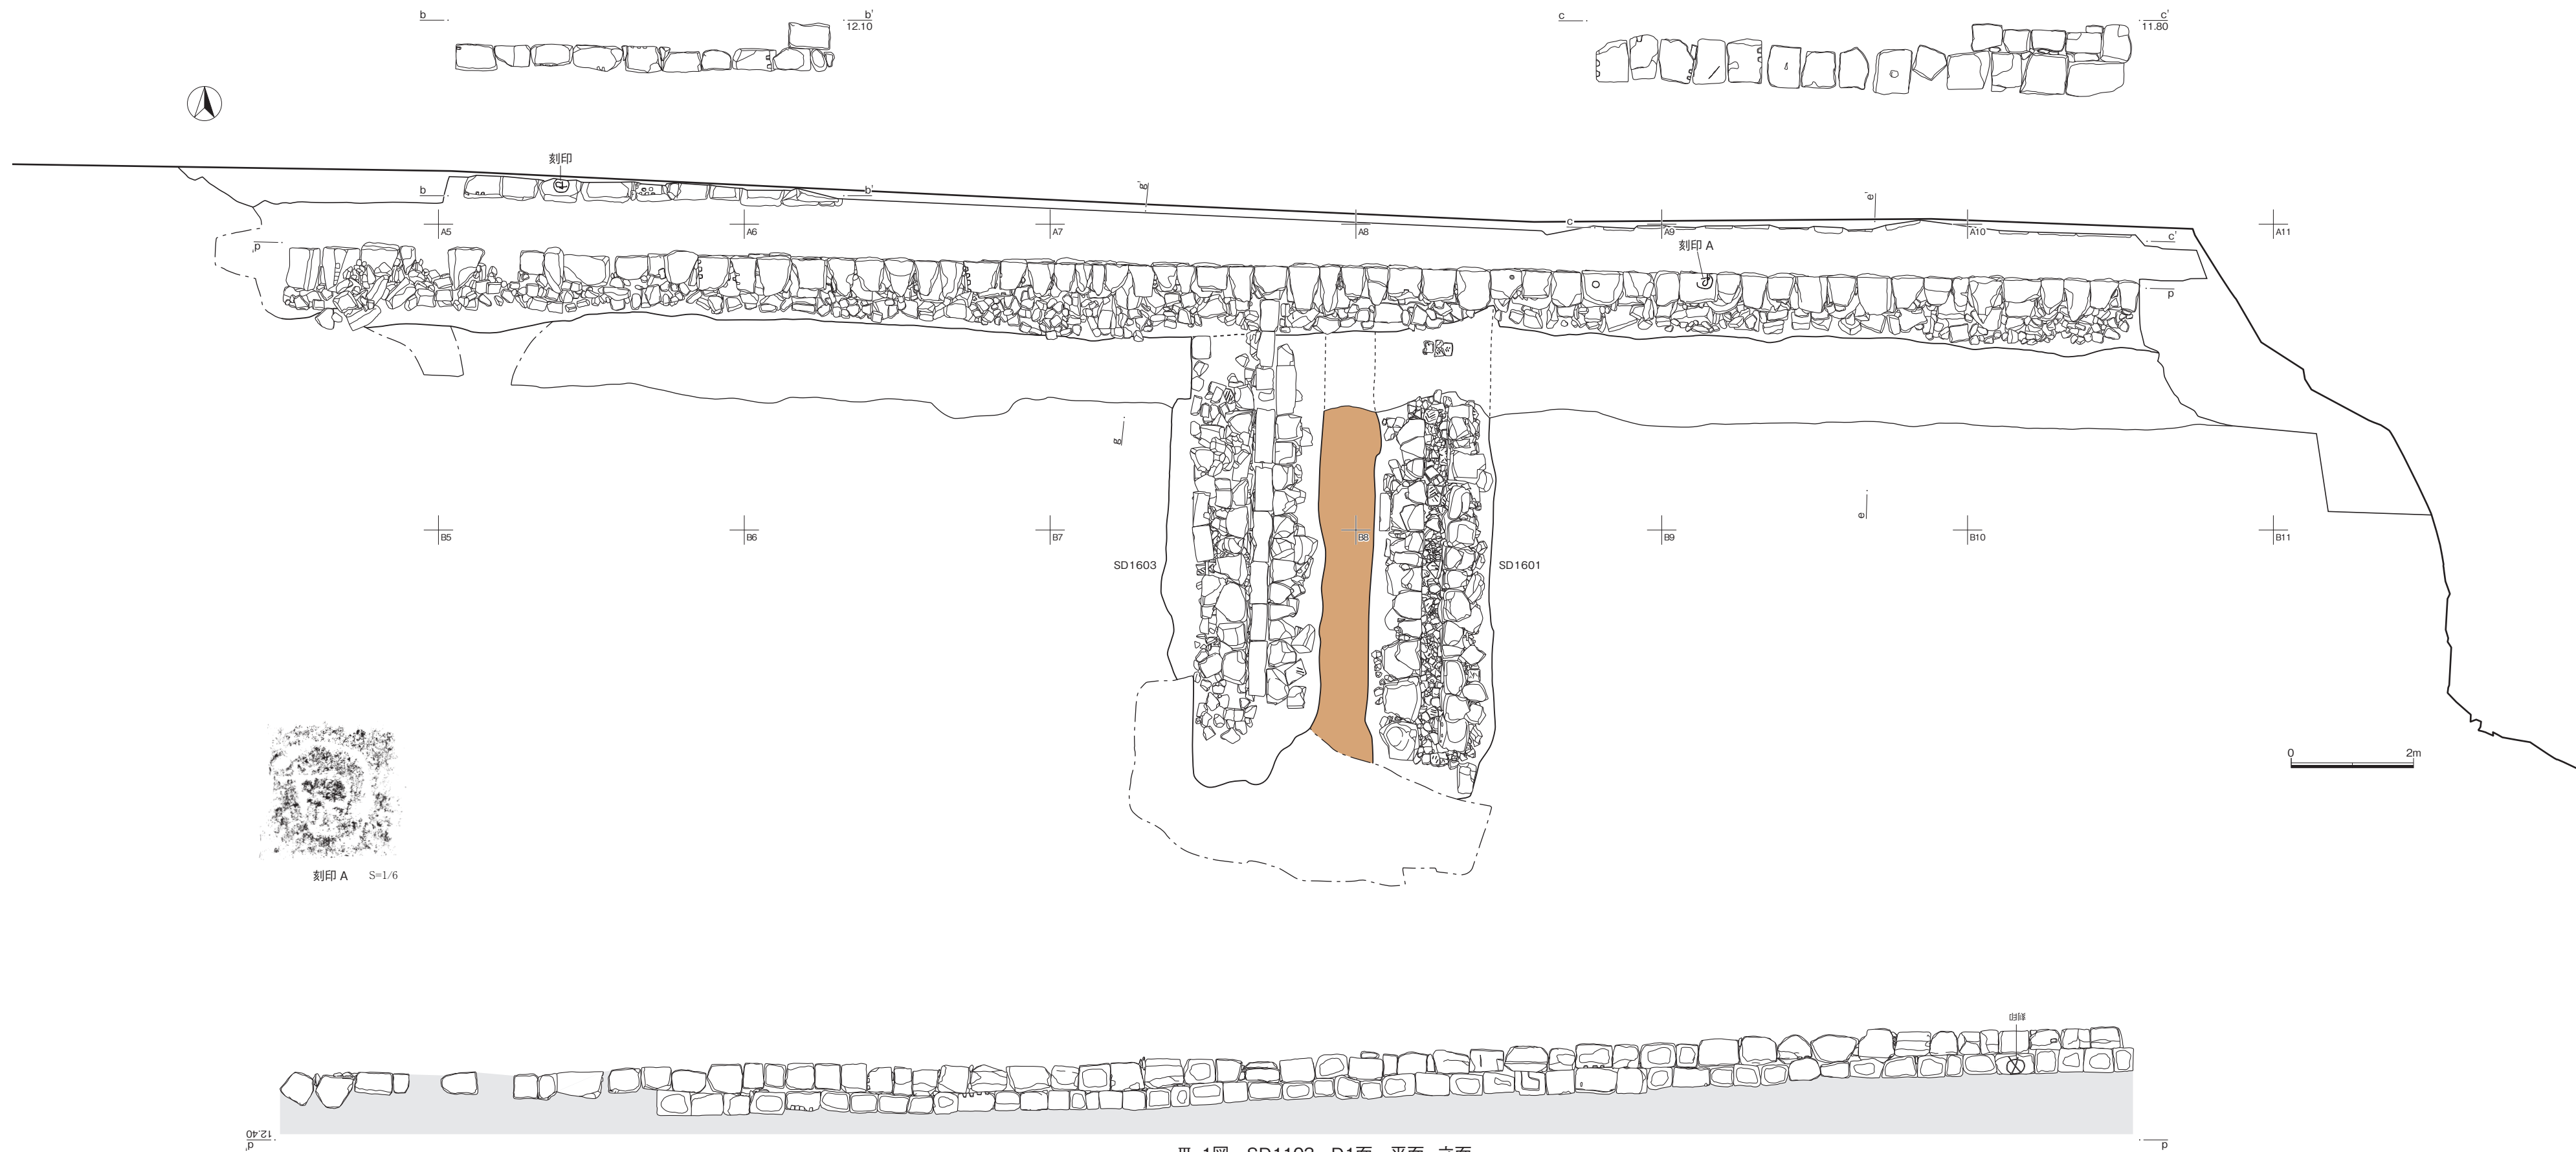 b
b'
12.10
c
c'
11.80
刻印
b
b'
g'
e'
c
c'
A5
A6
A7
A8
A9
A10
A11
刻印 A
p'
p
g
e
B5
B6
B7
B8
B9
B10
B11
SD1603
SD1601
0
2m
刻印 A S=1/6
刻印
12.40
p'
p